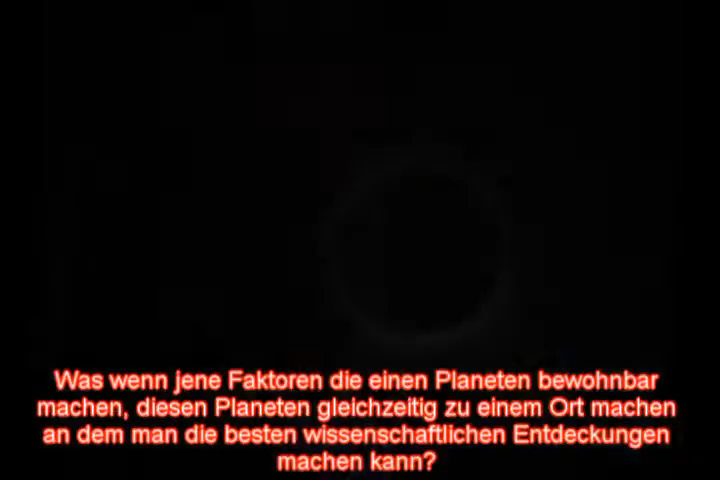 Was wenn jene Faktoren die einen Planeten bewohnbar
machen, diesen Planeten gleichzeitig zu einem Ort machen
an dem man die besten wissenschaftlichen Entdeckungen
machen kann?